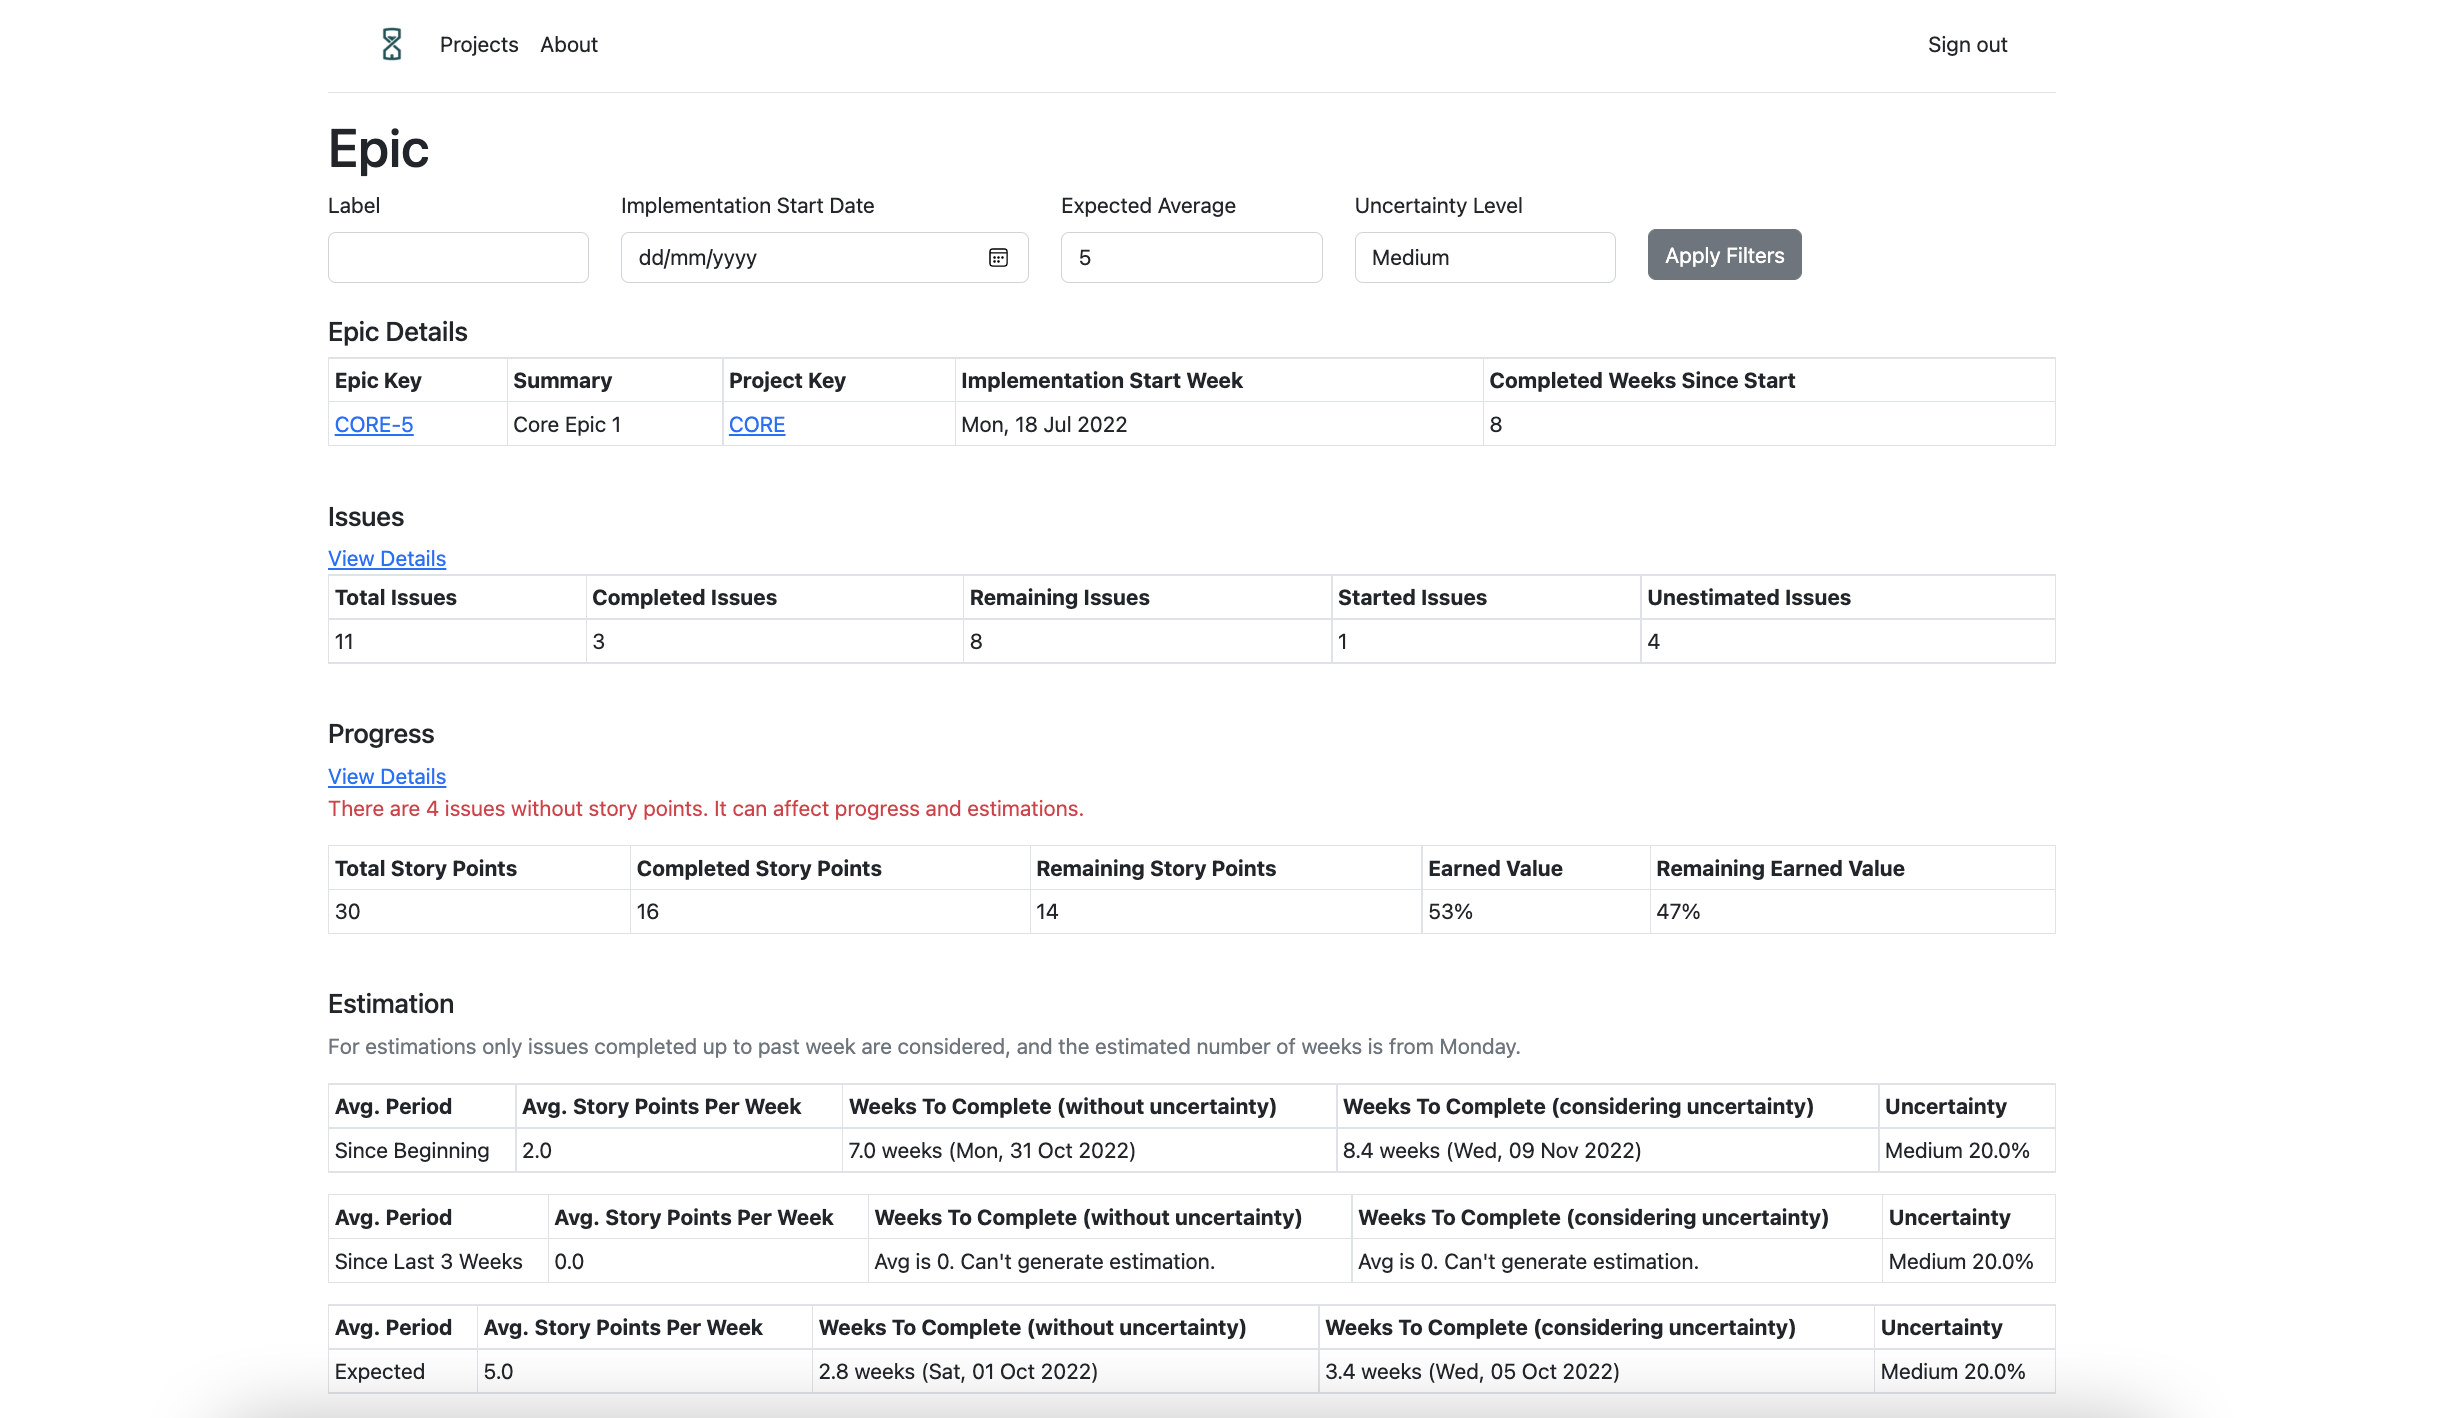 Projects About Sign out
Epic
Label Implementation Start Date Expected Average Uncertainty Level
dd/mm/yyyy 5 Medium Apply Filters
Epic Details
Epic Key Summary Project Key Implementation Start Week Completed Weeks Since Start
CORE-5 Core Epic 1 CORE Mon, 18 Jul 2022 8
Issues
View Details
Total Issues Completed Issues Remaining Issues Started Issues Unestimated Issues
11 3 8 1 4
Progress
View Details
There are 4 issues without story points. It can affect progress and estimations.
Total Story Points Completed Story Points Remaining Story Points Earned Value Remaining Earned Value
30 16 14 53% 47%
Estimation
For estimations only issues completed up to past week are considered, and the estimated number of weeks is from Monday.
Avg. Period Avg. Story Points Per Week Weeks To Complete (without uncertainty) Weeks To Complete (considering uncertainty) Uncertainty
Since Beginning 2.0 7.0 weeks (Mon, 31 Oct 2022) 8.4 weeks (Wed, 09 Nov 2022) Medium 20.0%
Avg. Period Avg. Story Points Per Week Weeks To Complete (without uncertainty) Weeks To Complete (considering uncertainty) Uncertainty
Since Last 3 Weeks 0.0 Avg is 0. Can't generate estimation. Avg is 0. Can't generate estimation. Medium 20.0%
Avg. Period Avg. Story Points Per Week Weeks To Complete (without uncertainty) Weeks To Complete (considering uncertainty) Uncertainty
Expected 5.0 2.8 weeks (Sat, 01 Oct 2022) 3.4 weeks (Wed, 05 Oct 2022) Medium 20.0%